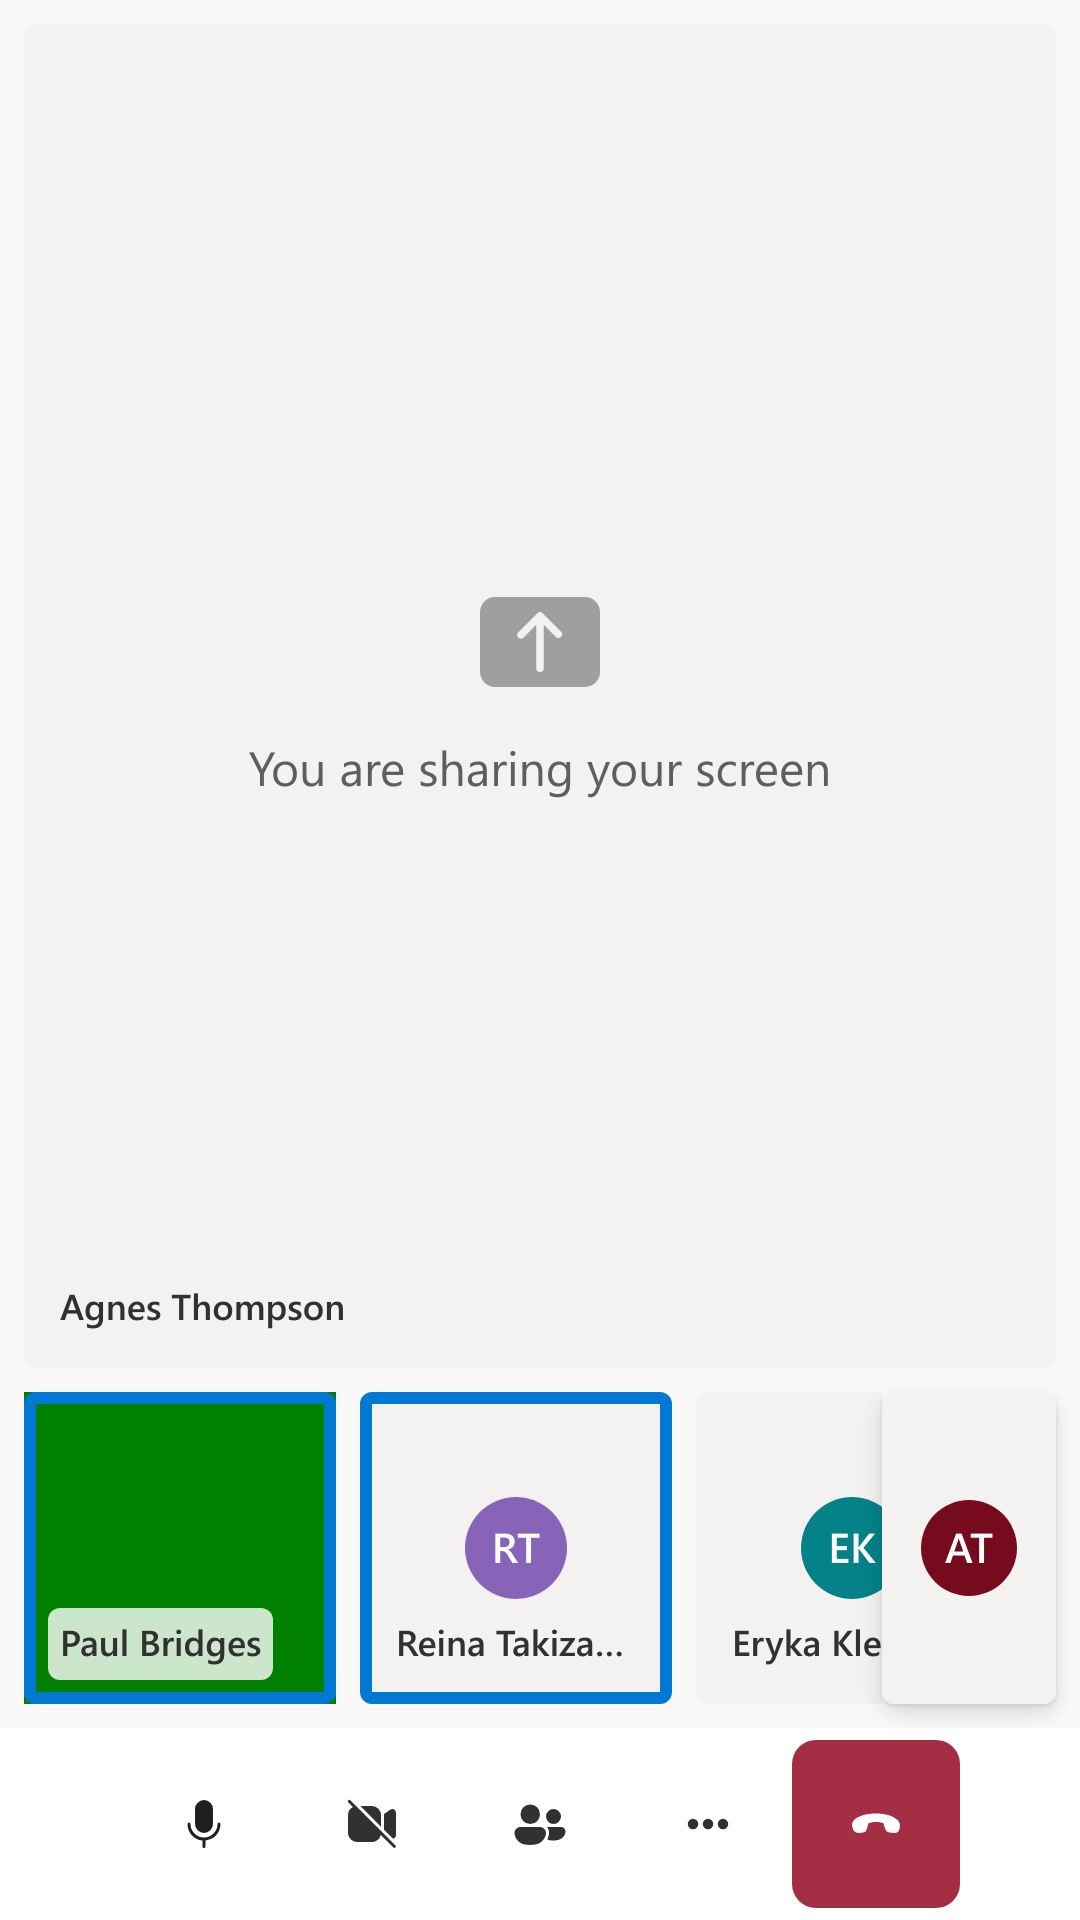 You are sharing your screen
Agnes Thompson
Paul Bridges
RT
Reina Takiza...
EK
Eryka Kle
AT